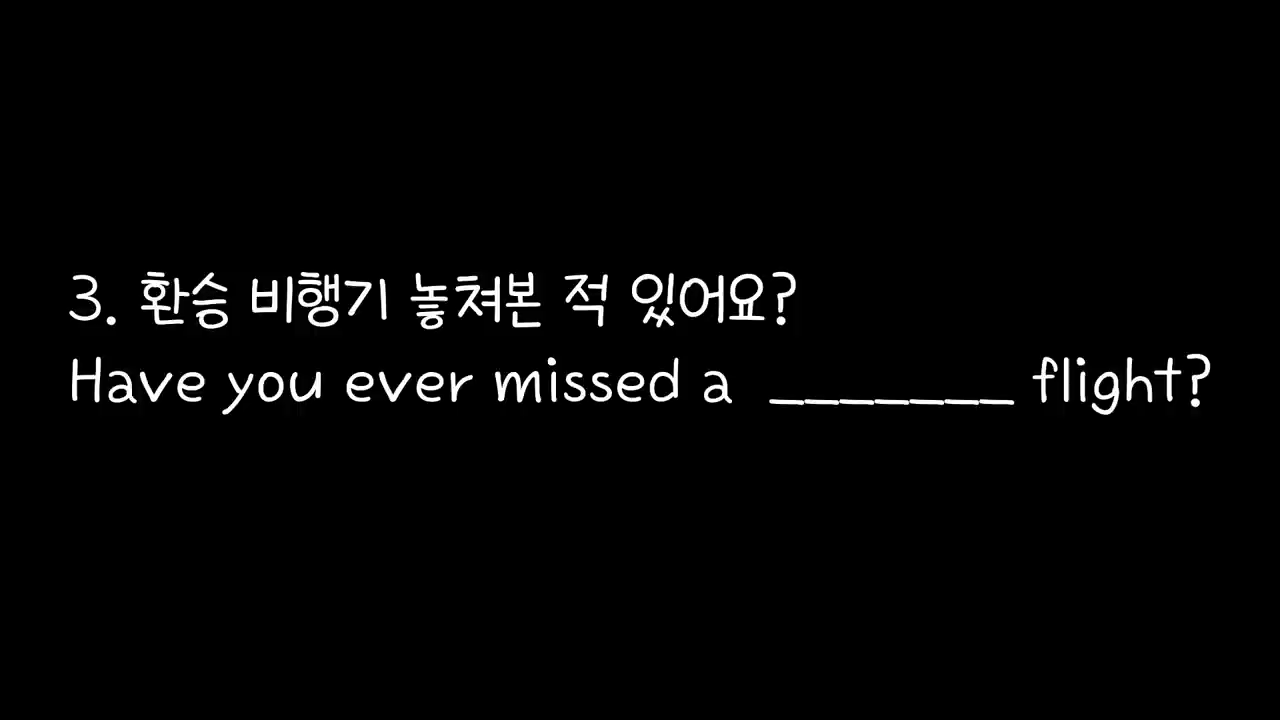 3. 환승 비행기 놓쳐본 적 있어요?
Have you ever missed a _______ flight?